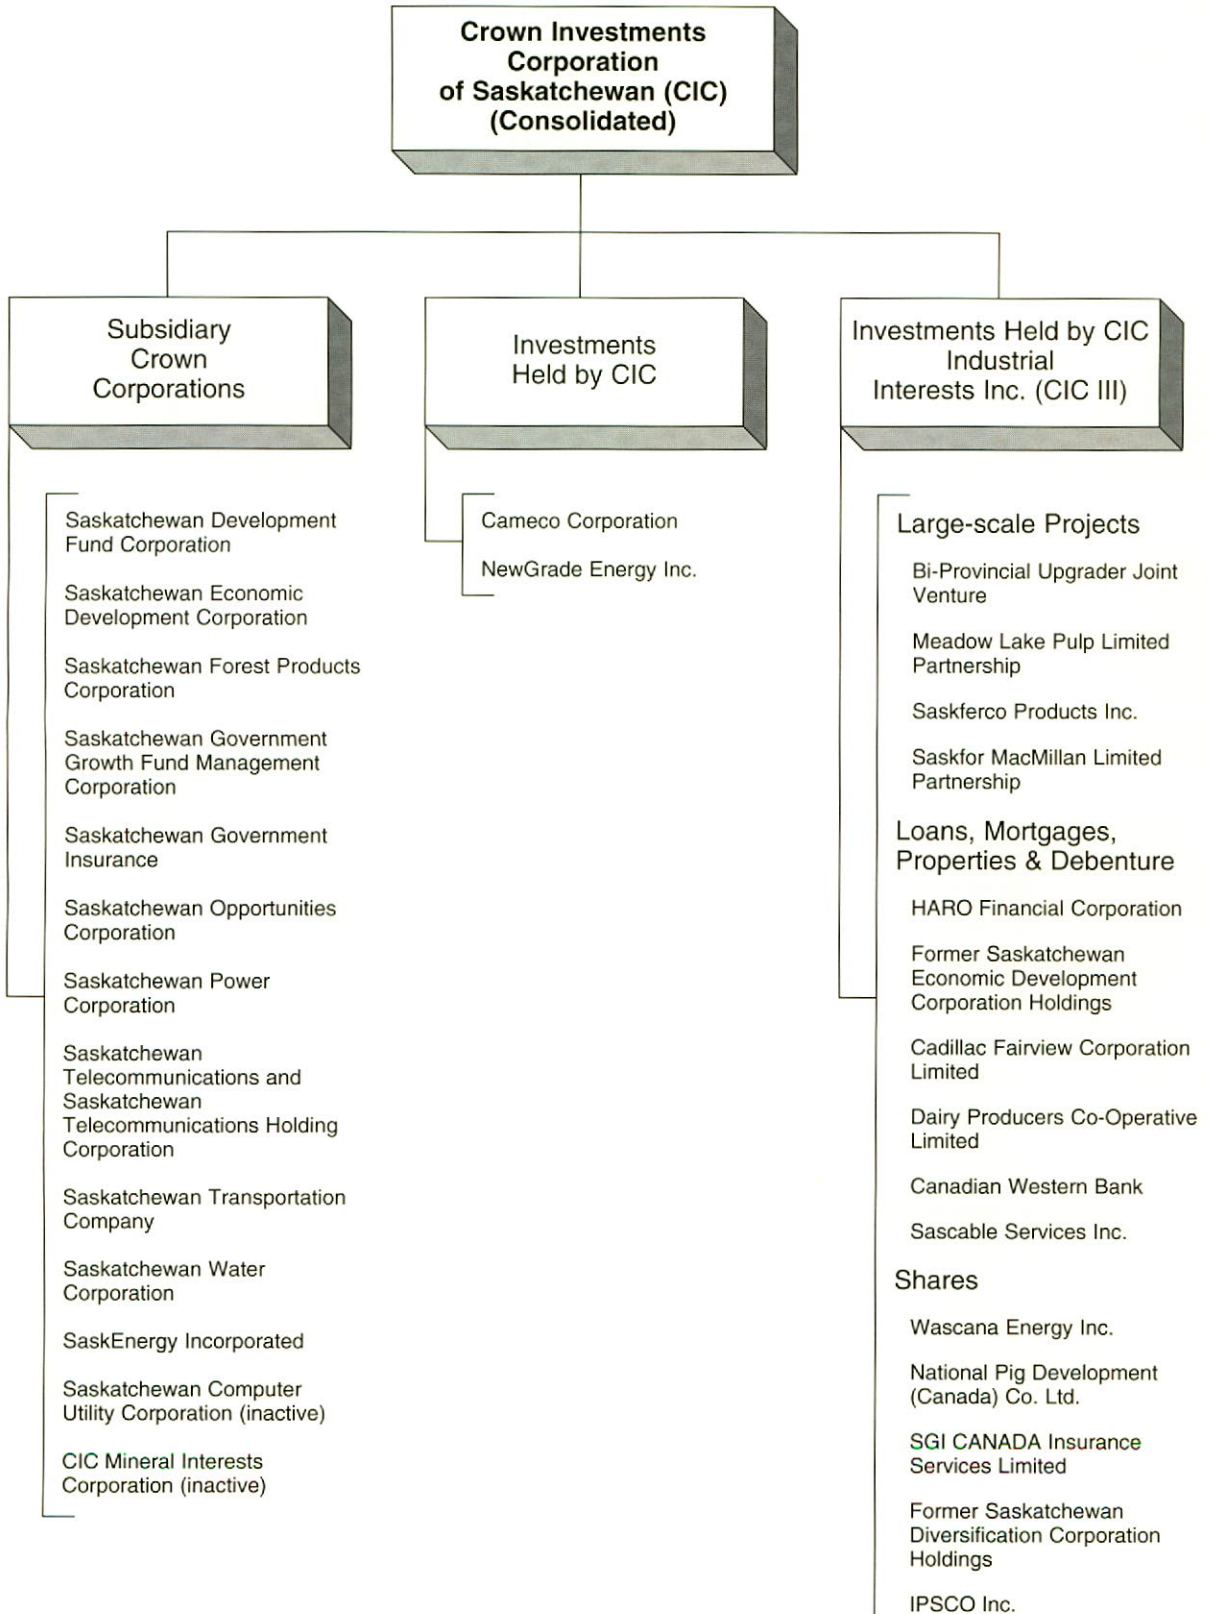 Crown Investments
Corporation
of Saskatchewan (CIC)
(Consolidated)
Subsidiary
Crown
Corporations
Saskatchewan Development
Fund Corporation
Saskatchewan Economic
Development Corporation
Saskatchewan Forest Products
Corporation
Saskatchewan Government
Growth Fund Management
Corporation
Saskatchewan Government
Insurance
Saskatchewan Opportunities
Corporation
Saskatchewan Power
Corporation
Saskatchewan
Telecommunications and
Saskatchewan
Telecommunications Holding
Corporation
Saskatchewan Transportation
Company
Saskatchewan Water
Corporation
SaskEnergy Incorporated
Saskatchewan Computer
Utility Corporation (inactive)
CIC Mineral Interests
Corporation (inactive)
Investments
Held by CIC
Cameco Corporation
NewGrade Energy Inc.
Investments Held by CIC
Industrial
Interests Inc. (CIC III)
Large-scale Projects
Bi-Provincial Upgrader Joint
Venture
Meadow Lake Pulp Limited
Partnership
Saskferco Products Inc.
Saskfor MacMillan Limited
Partnership
Loans, Mortgages,
Properties & Debenture
HARO Financial Corporation
Former Saskatchewan
Economic Development
Corporation Holdings
Cadillac Fairview Corporation
Limited
Dairy Producers Co-Operative
Limited
Canadian Western Bank
Sascable Services Inc.
Shares
Wascana Energy Inc.
National Pig Development
(Canada) Co. Ltd.
SGI CANADA Insurance
Services Limited
Former Saskatchewan
Diversification Corporation
Holdings
IPSCO Inc.